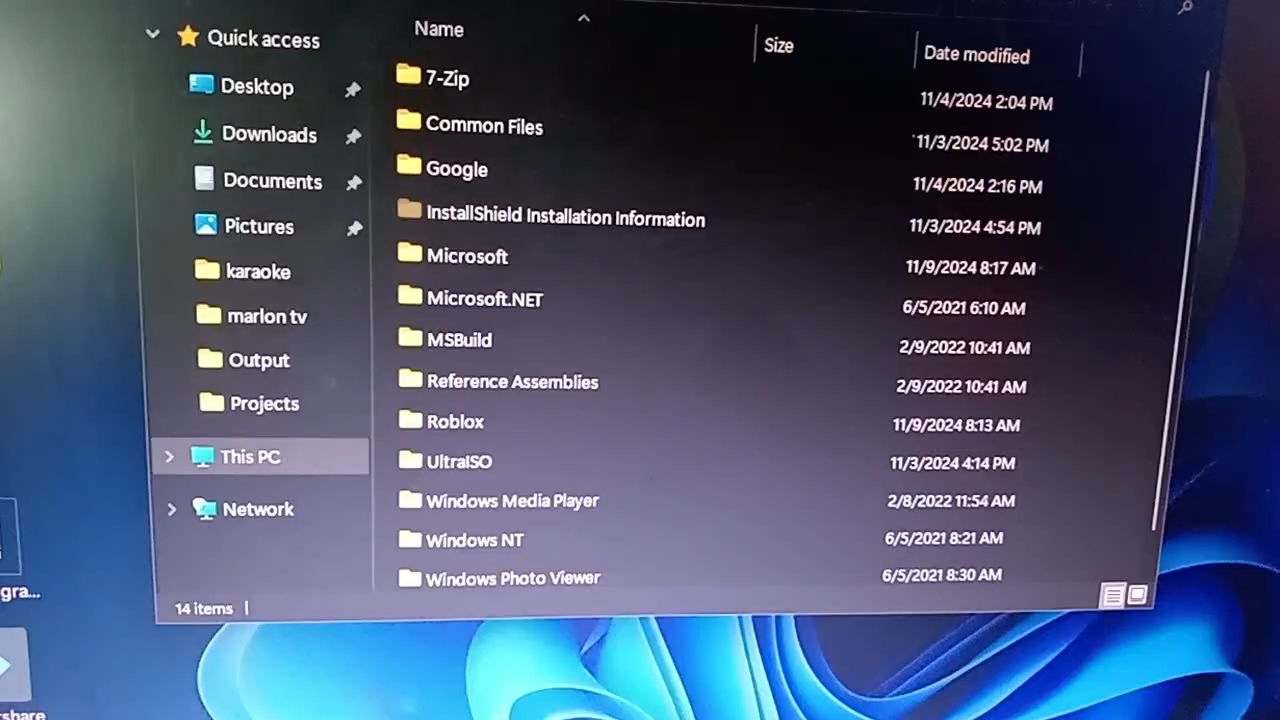 Quick access
Desktop
Downloads
Documents
Pictures
karaoke
marlon tv
Output
Projects
This PC
Network
14 items
Name Size Date modified
7-Zip 11/4/2024 2:04 PM
Common Files 11/3/2024 5:02 PM
Google 11/4/2024 2:16 PM
InstallShield Installation Information 11/3/2024 4:54 PM
Microsoft 11/9/2024 8:17 AM
Microsoft.NET 6/5/2021 6:10 AM
MSBuild 2/9/2022 10:41 AM
Reference Assemblies 2/9/2022 10:41 AM
Roblox 11/9/2024 8:13 AM
UltraISO 11/3/2024 4:14 PM
Windows Media Player 2/8/2022 11:54 AM
Windows NT 6/5/2021 8:21 AM
Windows Photo Viewer 6/5/2021 8:30 AM
gra...